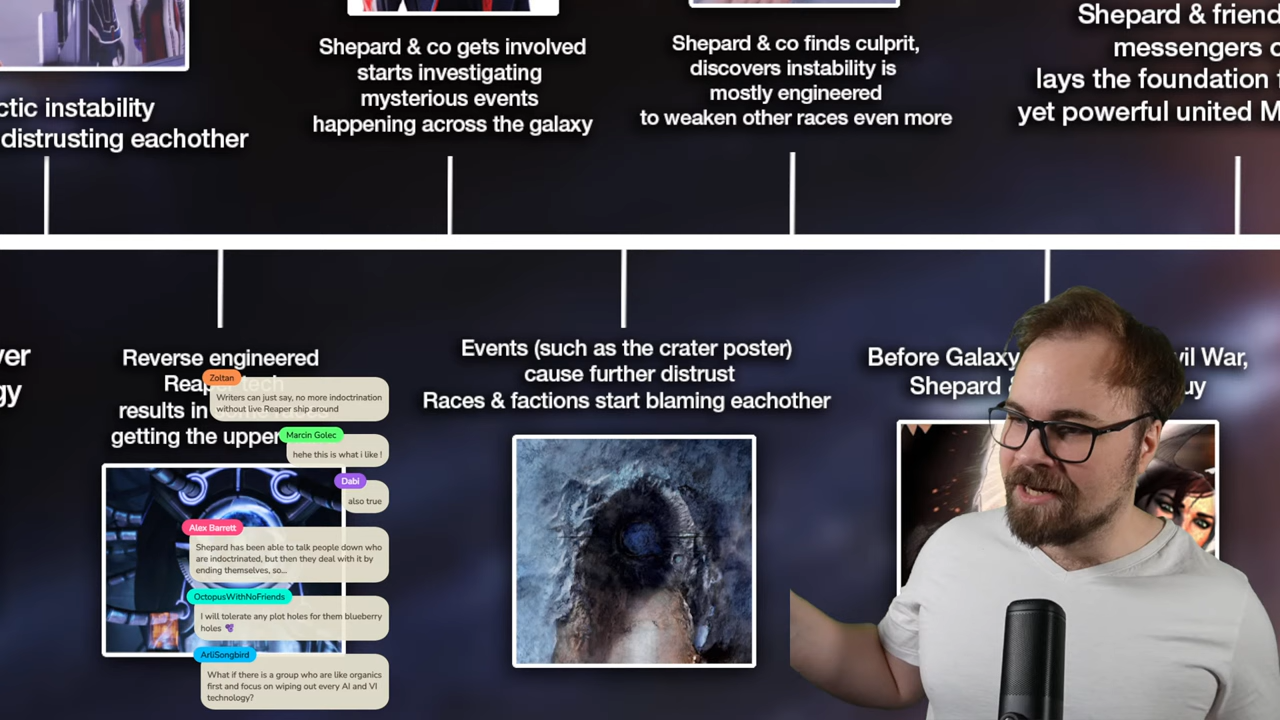 ctic instability
distrusting eachother
Shepard & co gets involved
starts investigating
mysterious events
happening across the galaxy
Shepard & co finds culprit,
discovers instability is
mostly engineered
to weaken other races even more
Shepard & friend
messengers
lays the foundation
yet powerful united M
ver
gy
Reverse engineered
Reaper tech
results in
getting the upper
Zoltan
Writers can just say, no more indoctrination
without live Reaper ship around
Marcin Golec
hehe this is what i like !
Dabi
also true
Alex Barrett
Shepard has been able to talk people down who
are indoctrinated, but then they deal with it by
ending themselves, so...
OctopusWithNoFriends
I will tolerate any plot holes for them blueberry
holes
ArliSongbird
What if there is a group who are like organics
first and focus on wiping out every AI and VI
technology?
Events (such as the crater poster)
cause further distrust
Races & factions start blaming eachother
Before Galaxy vil War,
Shepard uy